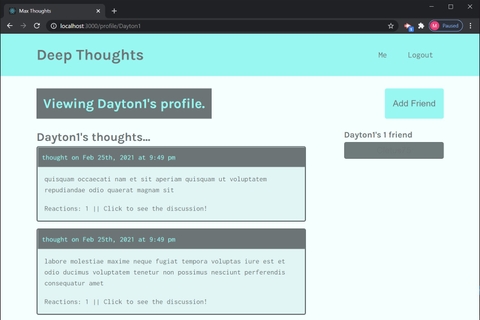 Max Thoughts
localhost:3000/profile/Dayton1
M Paused
Deep Thoughts
Me Logout
Viewing Dayton1's profile.
Add Friend
Dayton1's thoughts...
Dayton1's 1 friend
thought on Feb 25th, 2021 at 9:49 pm
quisquam occaecati nam et sit aperiam quisquam ut voluptatem
repudiandae odio quaerat magnam sit
Reactions: 1 || Click to see the discussion!
thought on Feb 25th, 2021 at 9:49 pm
labore molestiae maxime neque fugiat tempora voluptas iure est et
odio ducimus voluptatem tenetur non possimus nesciunt perferendis
consequatur amet
Reactions: 1 || Click to see the discussion!